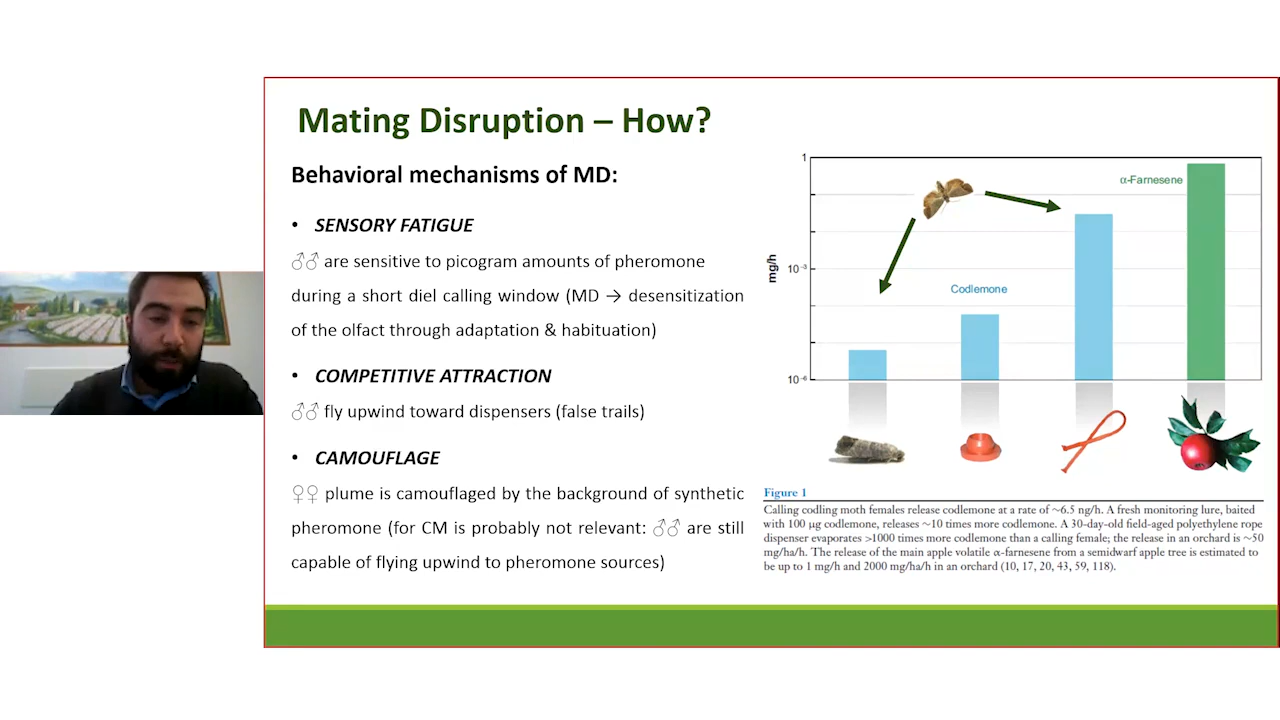 Mating Disruption – How?
Behavioral mechanisms of MD:
• SENSORY FATIGUE
♂♂ are sensitive to picogram amounts of pheromone
during a short diel calling window (MD → desensitization
of the olfact through adaptation & habituation)
• COMPETITIVE ATTRACTION
♂♂ fly upwind toward dispensers (false trails)
• CAMOUFLAGE
♀♀ plume is camouflaged by the background of synthetic
pheromone (for CM is probably not relevant: ♂♂ are still
capable of flying upwind to pheromone sources)
1
α-Farnesene
mg/h
10⁻³
Codlemone
10⁻⁶
Figure 1
Calling codling moth females release codlemone at a rate of ~6.5 ng/h. A fresh monitoring lure, baited
with 100 μg codlemone, releases ~10 times more codlemone. A 30-day-old field-aged polyethylene rope
dispenser evaporates >1000 times more codlemone than a calling female; the release in an orchard is ~50
mg/ha/h. The release of the main apple volatile α-farnesene from a semidwarf apple tree is estimated to
be up to 1 mg/h and 2000 mg/ha/h in an orchard (10, 17, 20, 43, 59, 118).